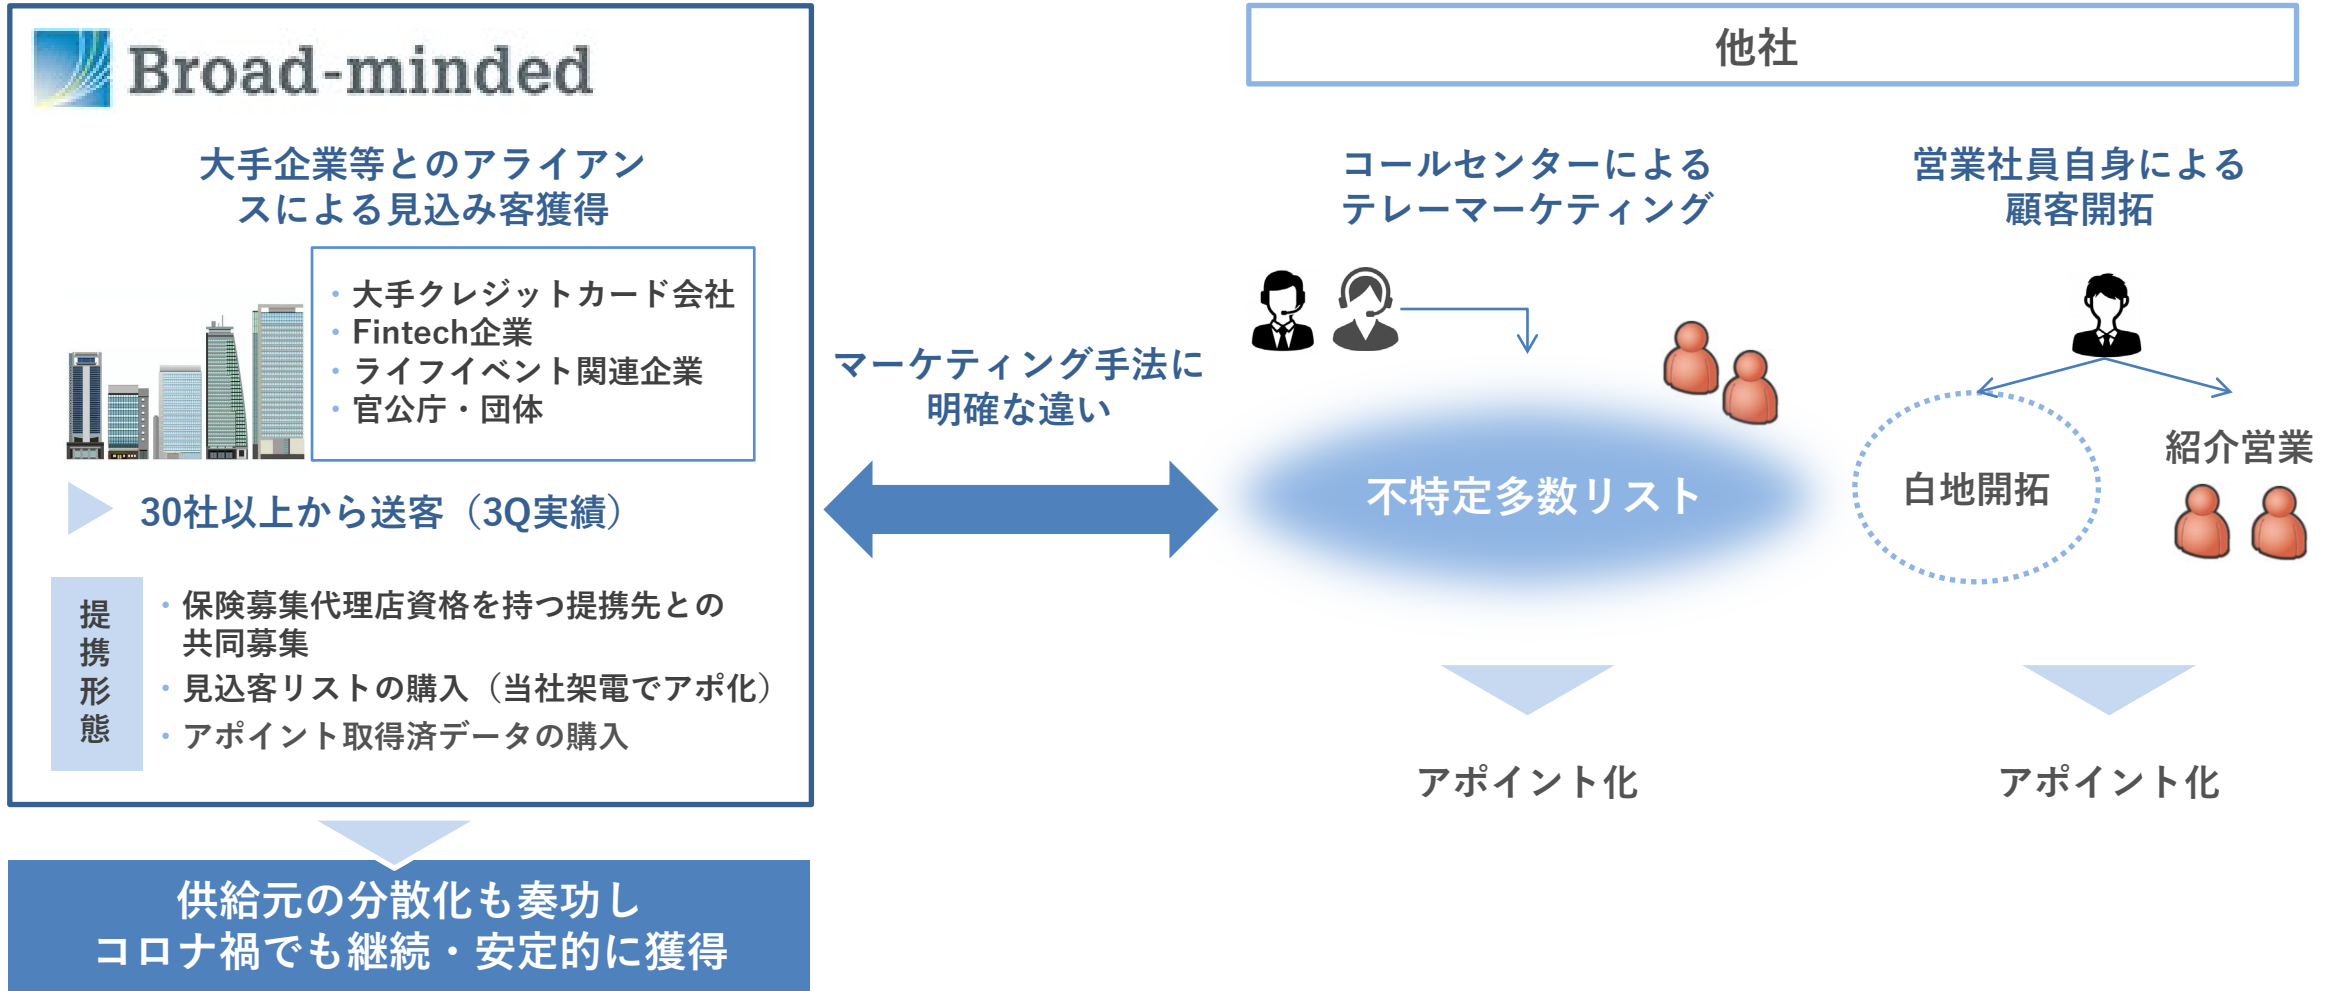 Broad-minded
大手企業等とのアライアン
スによる見込み客獲得
・大手クレジットカード会社
・Fintech企業
・ライフイベント関連企業
・官公庁・団体
30社以上から送客（3Q実績）
提携形態
・保険募集代理店資格を持つ提携先との
共同募集
・見込客リストの購入（当社架電でアポ化）
・アポイント取得済データの購入
供給元の分散化も奏功し
コロナ禍でも継続・安定的に獲得
マーケティング手法に
明確な違い
他社
コールセンターによる
テレーマーケティング
不特定多数リスト
アポイント化
営業社員自身による
顧客開拓
白地開拓
紹介営業
アポイント化